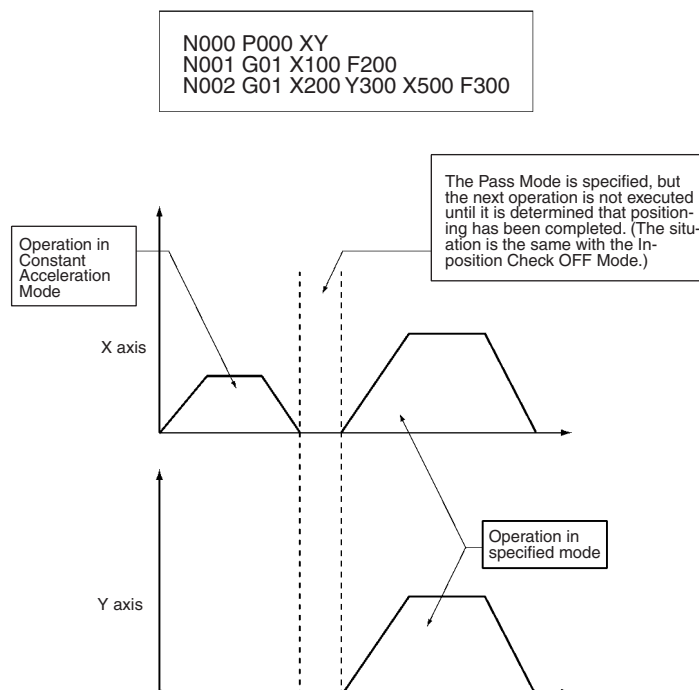 N000 P000 XY
N001 G01 X100 F200
N002 G01 X200 Y300 X500 F300
The Pass Mode is specified, but
the next operation is not executed
until it is determined that position-
ing has been completed. (The situ-
ation is the same with the In-
position Check OFF Mode.)
Operation in
Constant
Acceleration
Mode
X axis
Operation in
specified mode
Y axis